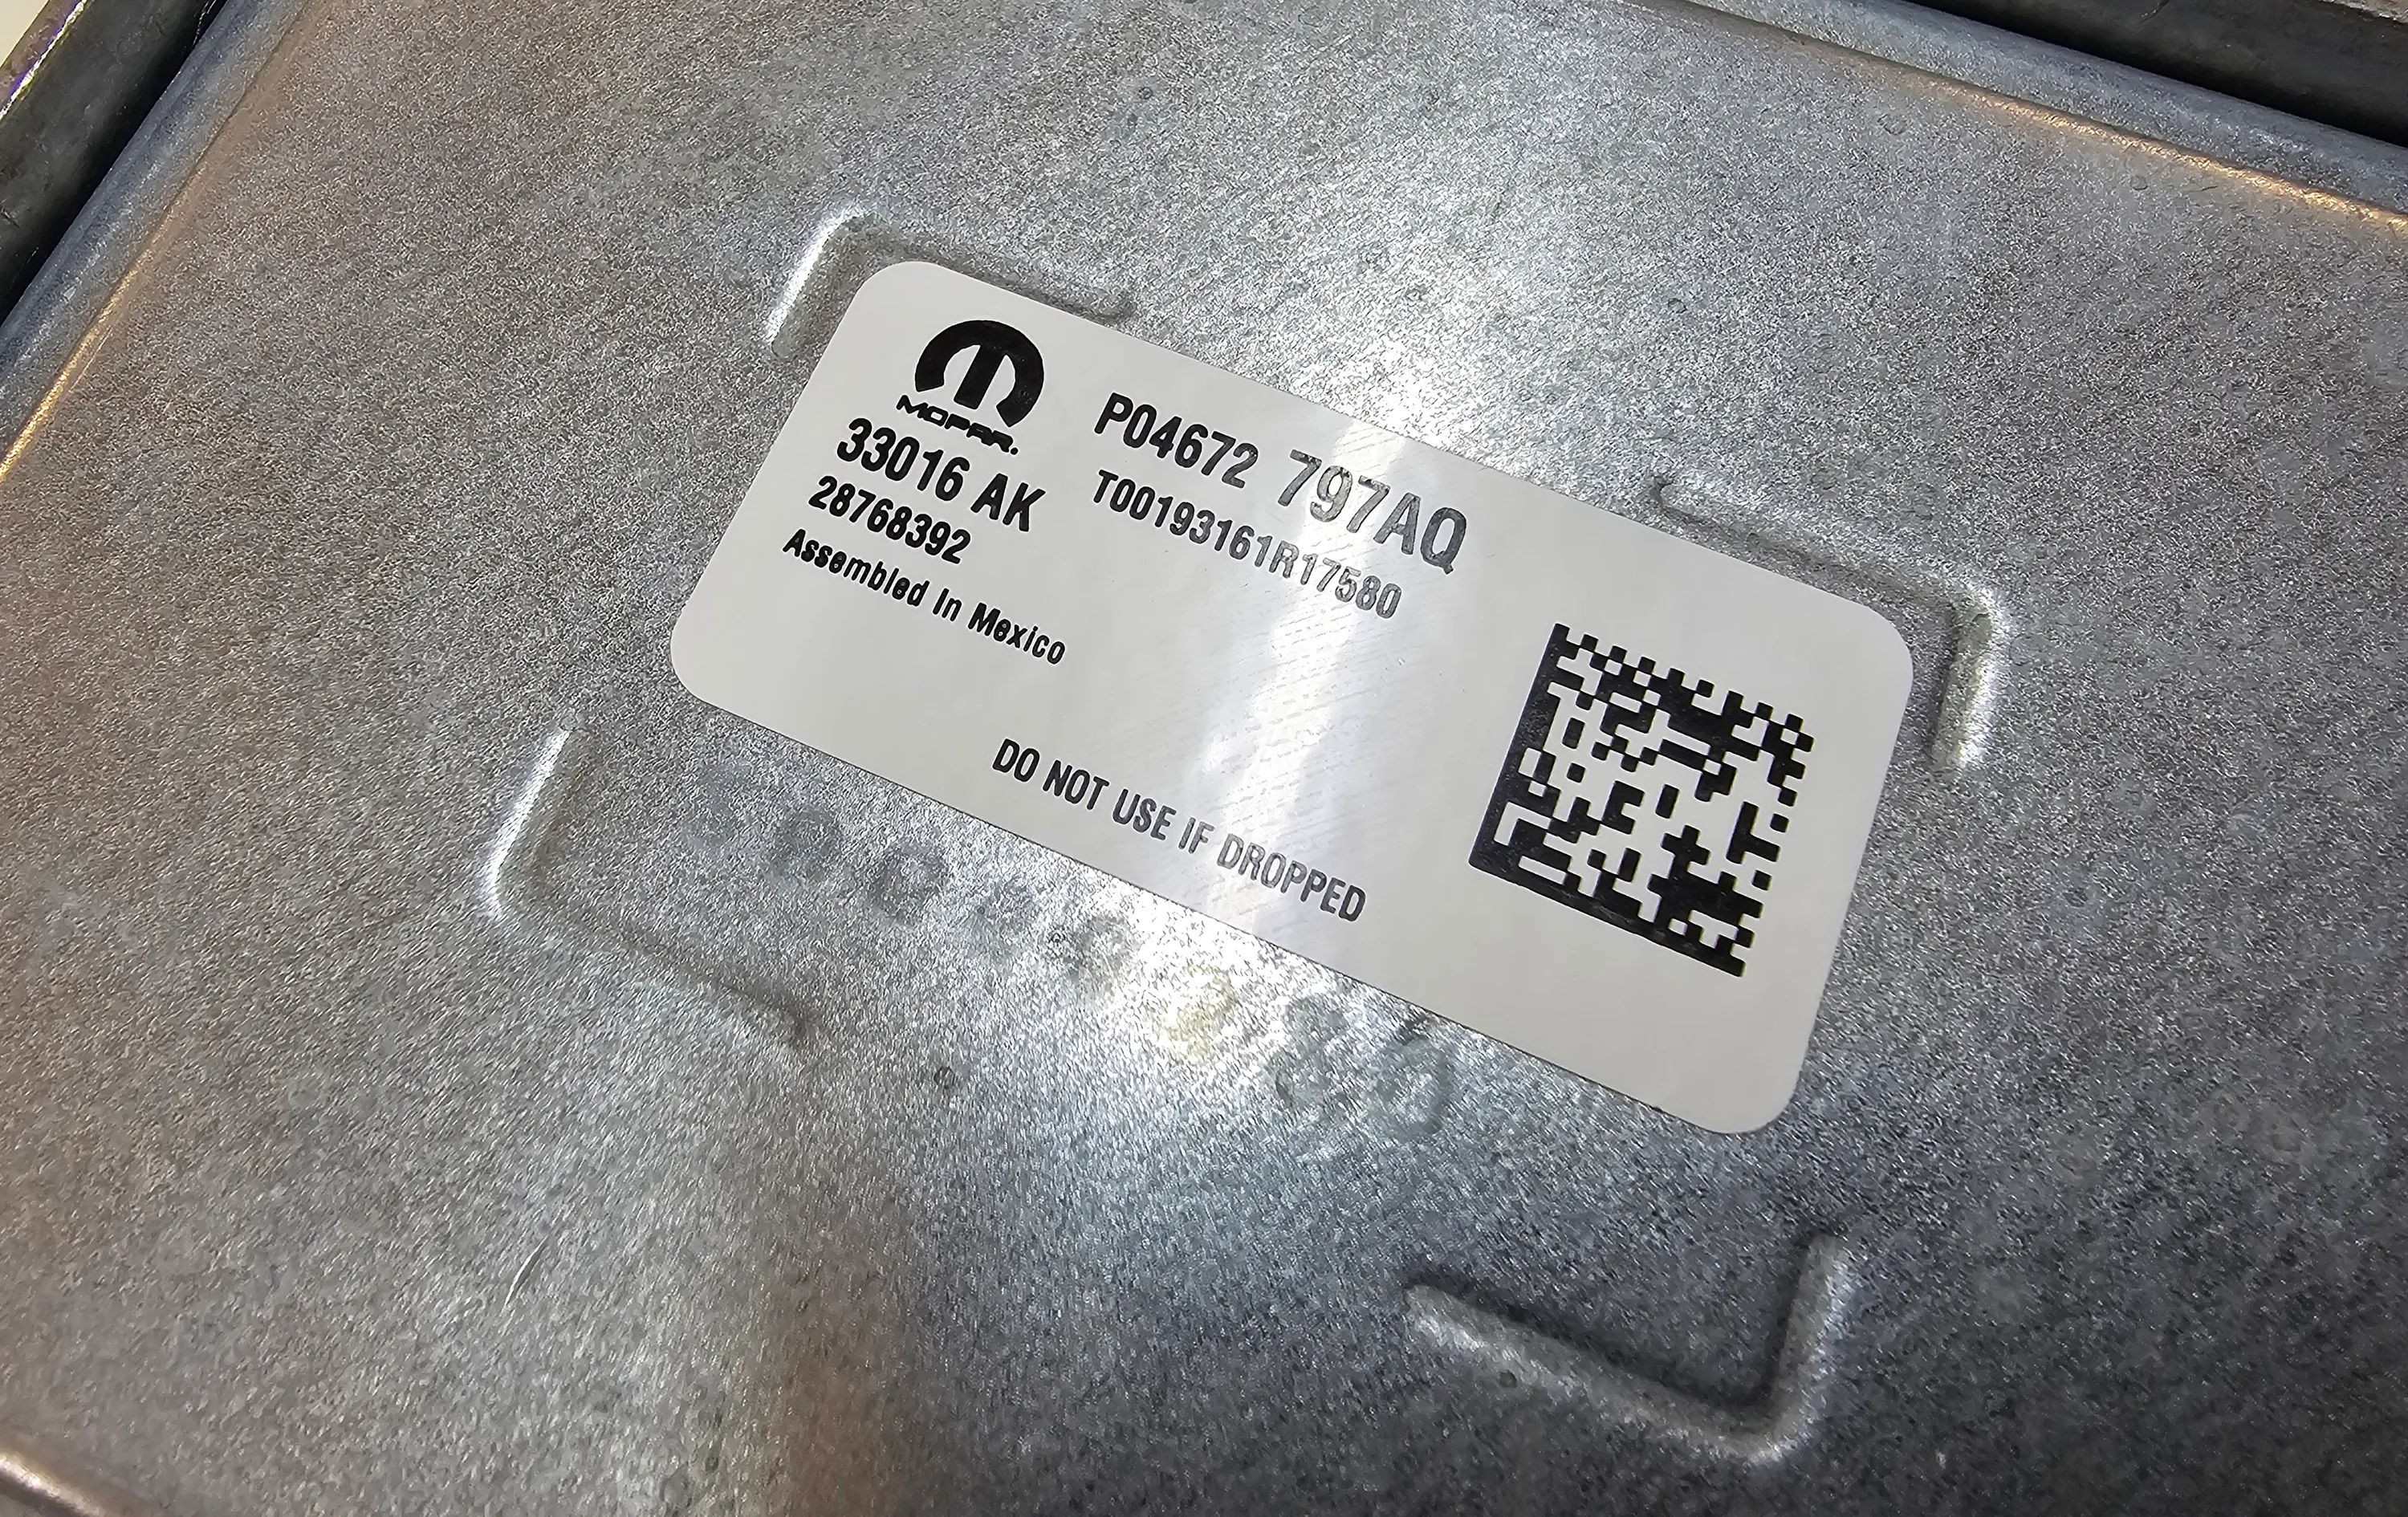 MOPAR.
P04672 797AQ
33016 AK
T00193161R17580
28768392
Assembled In Mexico
DO NOT USE IF DROPPED